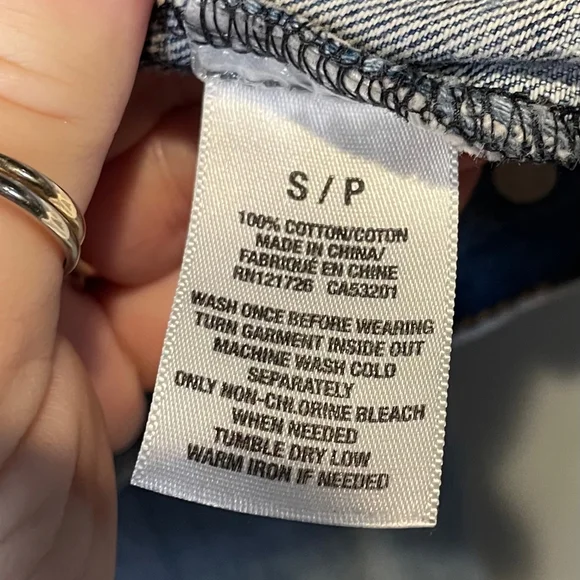 S / P
100% COTTON/COTON
MADE IN CHINA/
FABRIQUÉ EN CHINE
RN121726 CA53201
WASH ONCE BEFORE WEARING
TURN GARMENT INSIDE OUT
MACHINE WASH COLD
SEPARATELY
ONLY NON-CHLORINE BLEACH
WHEN NEEDED
TUMBLE DRY LOW
WARM IRON IF NEEDED